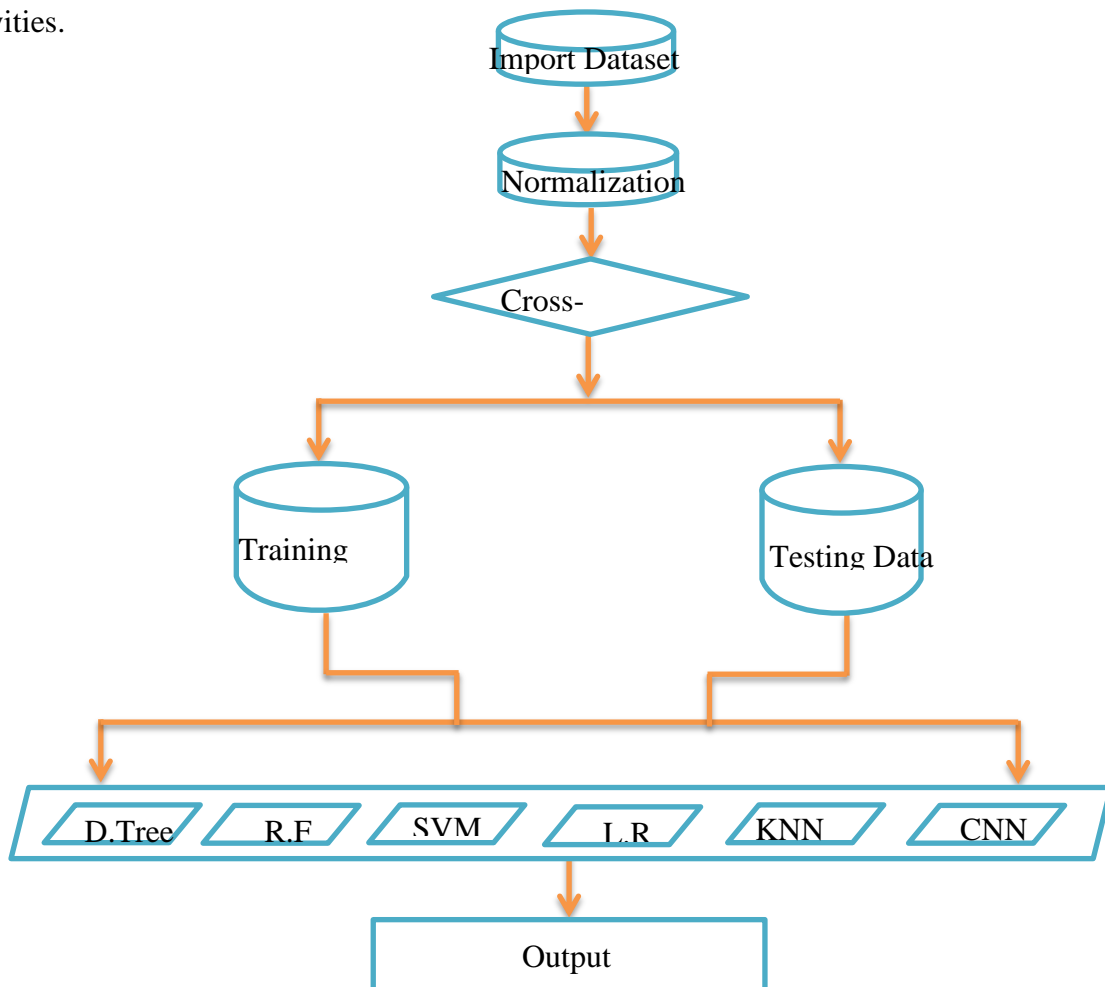 vities.
Import Dataset
Normalization
Cross-
Training
Testing Data
D.Tree R.F SVM L.R KNN CNN
Output